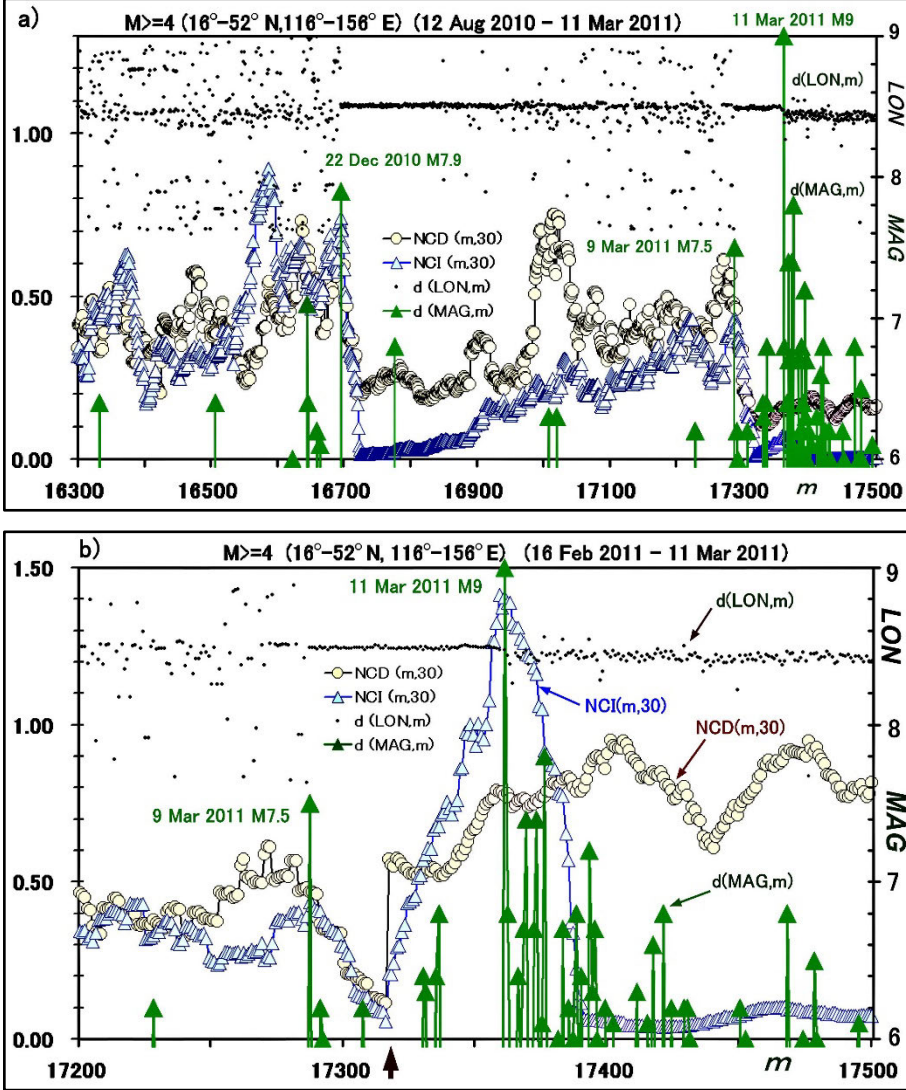 a) M>=4 (16°-52° N,116°-156° E) (12 Aug 2010 - 11 Mar 2011)
11 Mar 2011 M9
9
d(LON,m)
LON
1.00
22 Dec 2010 M7.9
d(MAG,m)
8
MAG
NCD (m,30)
NCI (m,30)
d (LON,m)
d (MAG,m)
9 Mar 2011 M7.5
0.50
7
0.00
6
16300 16500 16700 16900 17100 17300 m 17500
b) M>=4 (16°-52° N, 116°-156° E) (16 Feb 2011 - 11 Mar 2011)
1.50
9
11 Mar 2011 M9
d(LON,m)
LON
NCD (m,30)
NCI (m,30)
d (LON,m)
d (MAG,m)
NCI(m,30)
1.00
8
NCD(m,30)
9 Mar 2011 M7.5
MAG
0.50
7
d(MAG,m)
0.00
6
17200 17300 17400 m 17500